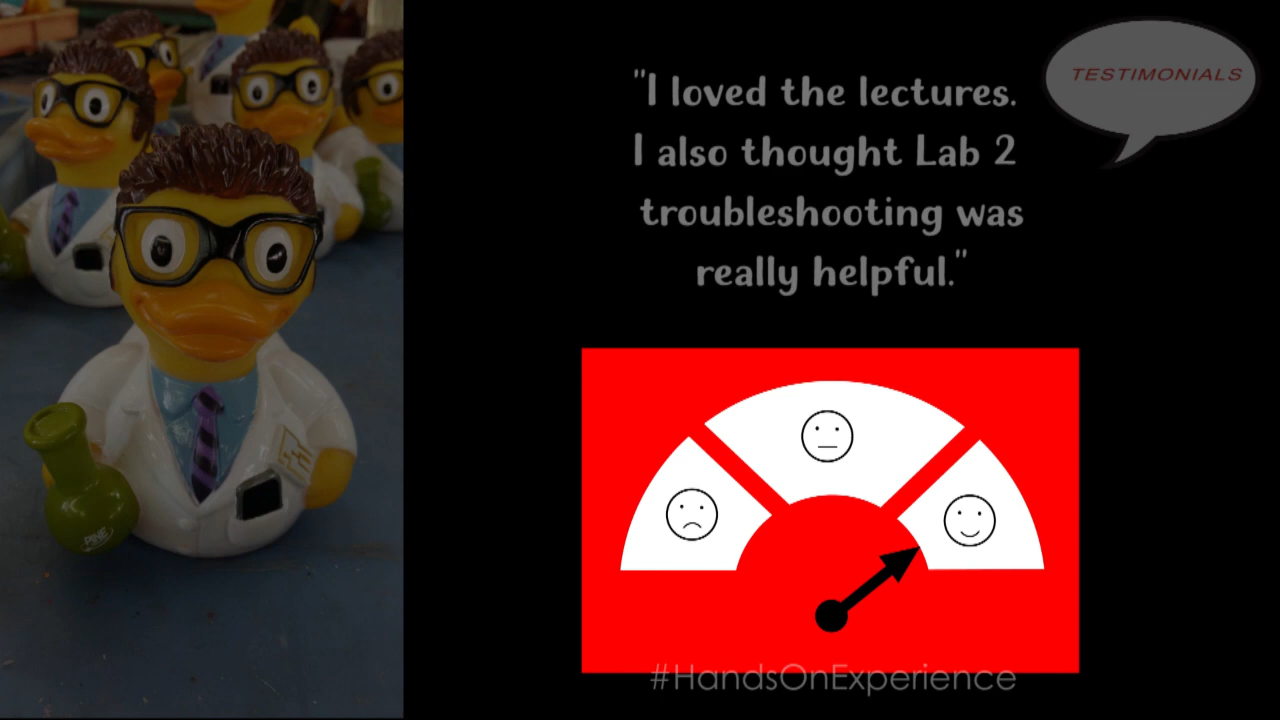 "I loved the lectures.
I also thought Lab 2
troubleshooting was
really helpful."
TESTIMONIALS
#HandsOnExperience